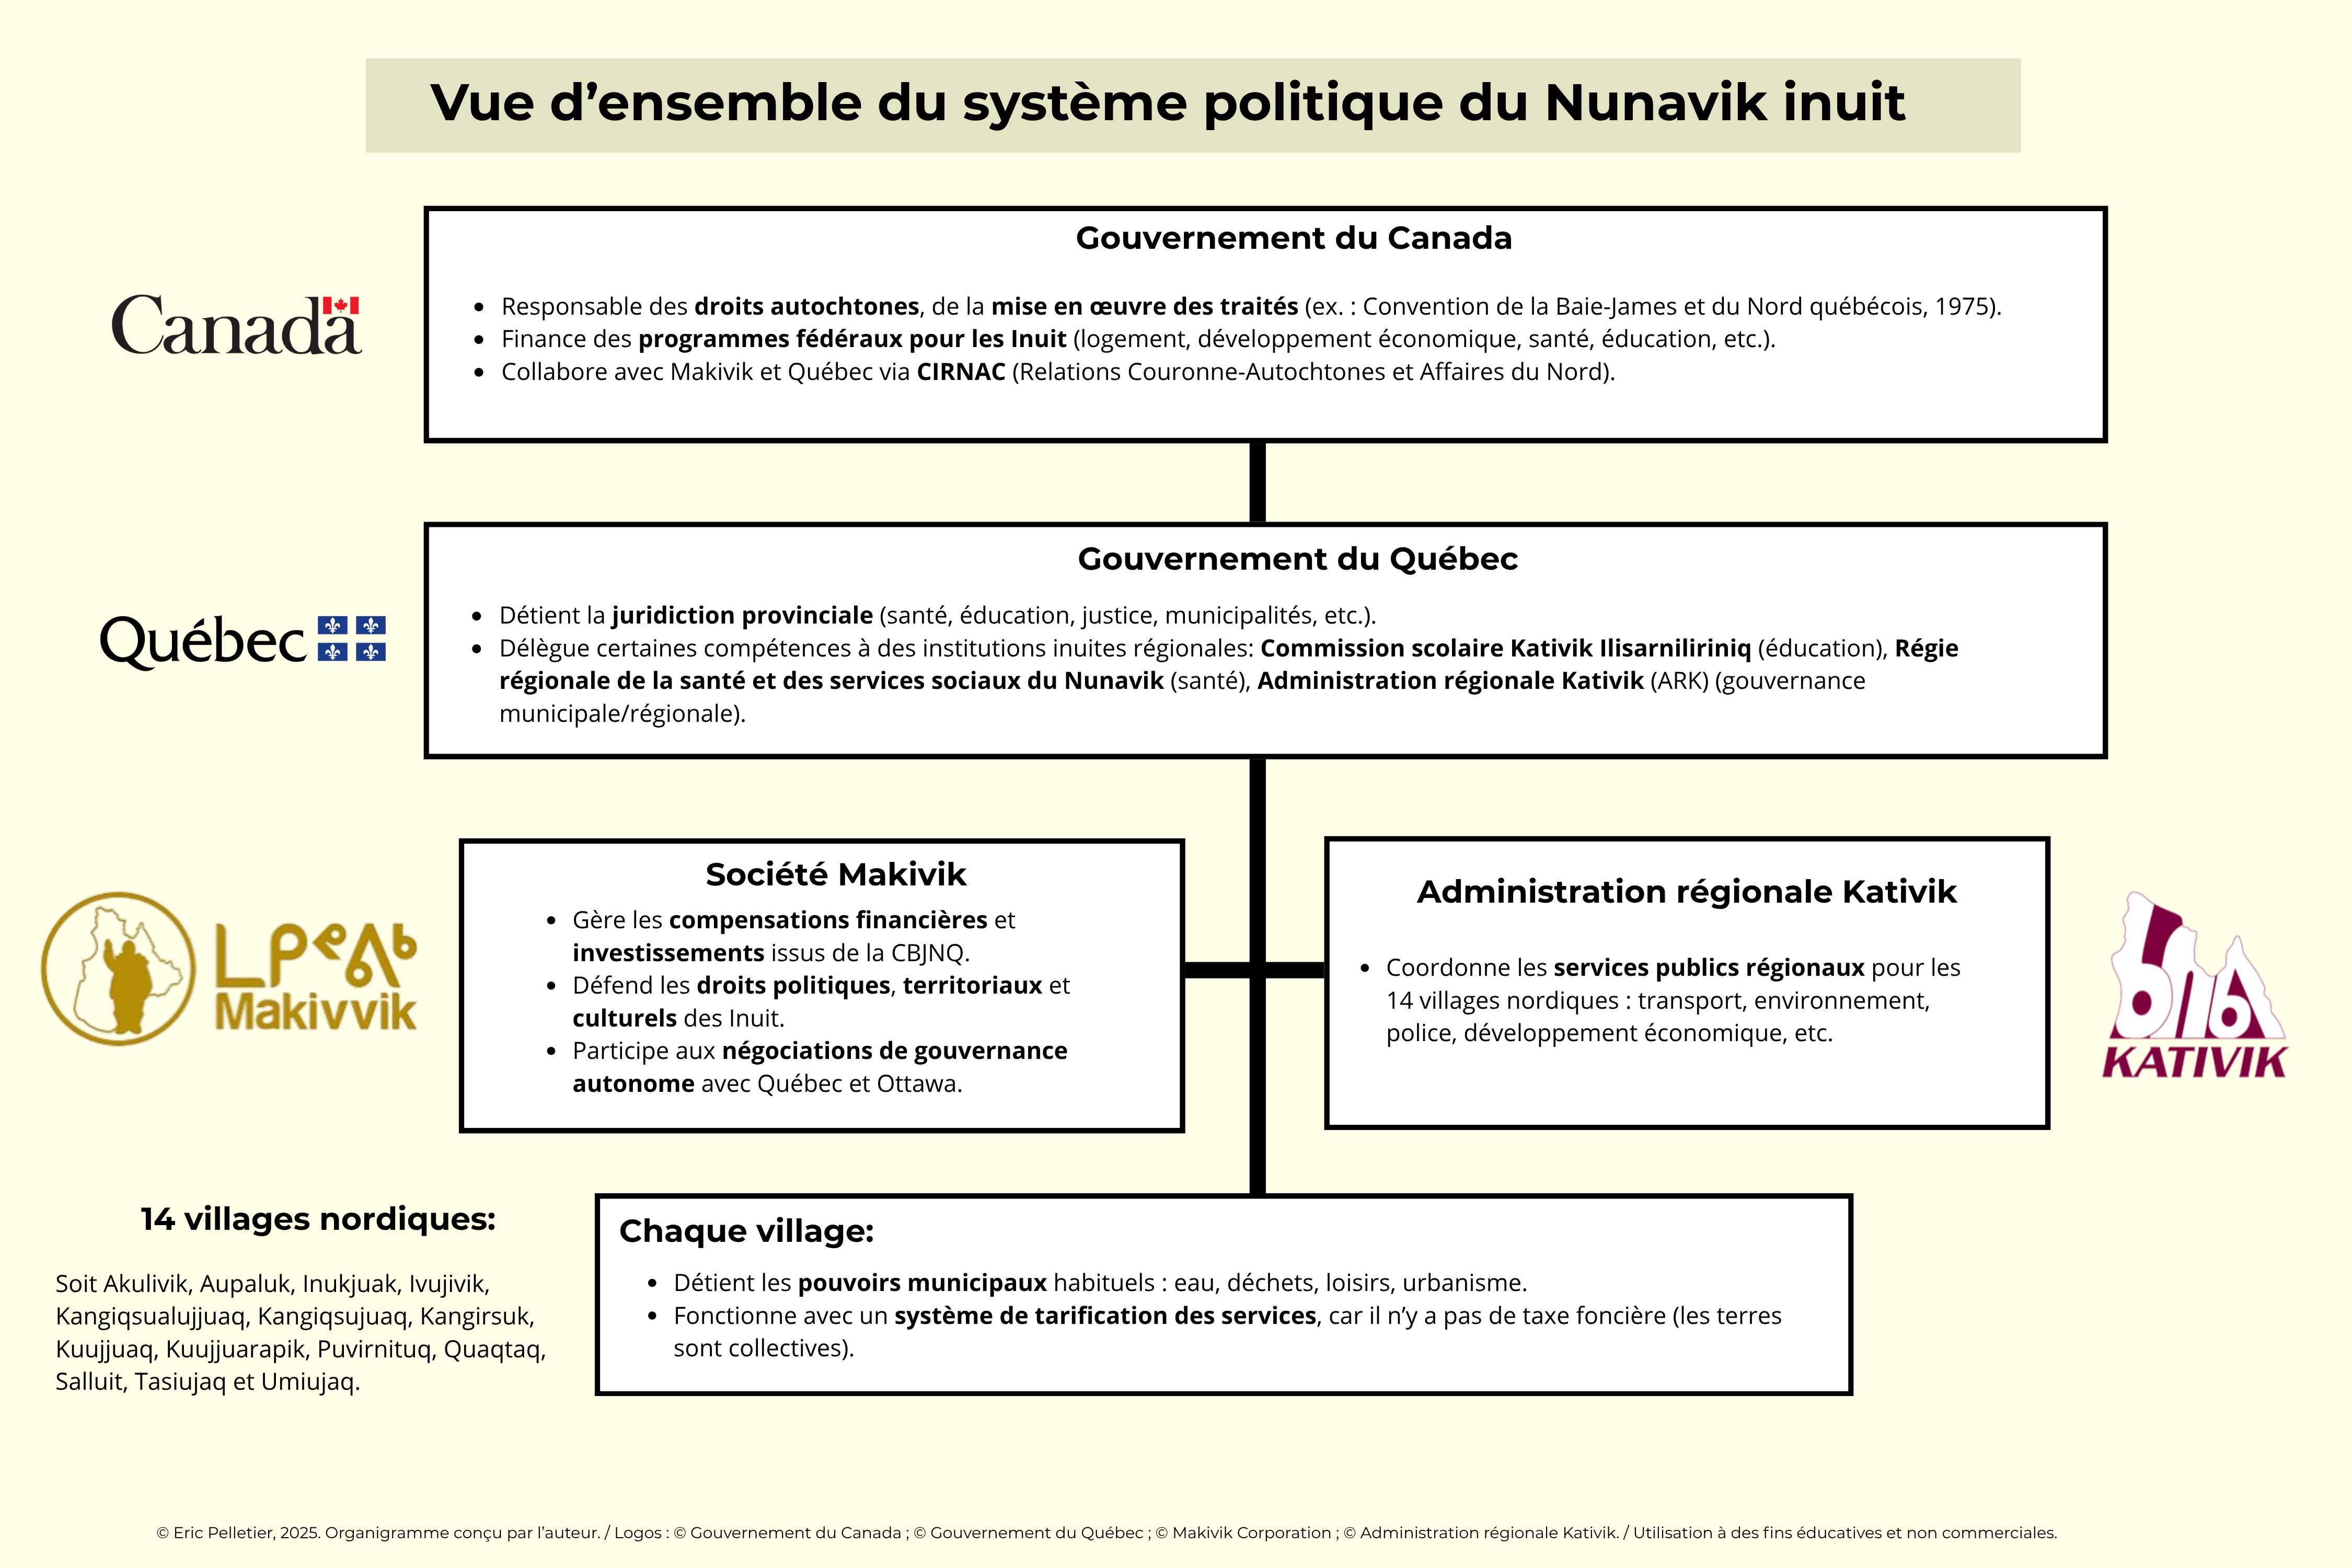 Vue d’ensemble du système politique du Nunavik inuit
Canada
Gouvernement du Canada
• Responsable des droits autochtones, de la mise en œuvre des traités (ex. : Convention de la Baie-James et du Nord québécois, 1975).
• Finance des programmes fédéraux pour les Inuit (logement, développement économique, santé, éducation, etc.).
• Collabore avec Makivik et Québec via CIRNAC (Relations Couronne-Autochtones et Affaires du Nord).
Québec
Gouvernement du Québec
• Détient la juridiction provinciale (santé, éducation, justice, municipalités, etc.).
• Délègue certaines compétences à des institutions inuites régionales: Commission scolaire Kativik Ilisarniliriniq (éducation), Régie
régionale de la santé et des services sociaux du Nunavik (santé), Administration régionale Kativik (ARK) (gouvernance
municipale/régionale).
ᒪᑭᕝᕕᒃ
Makivvik
Société Makivik
• Gère les compensations financières et
investissements issus de la CBJNQ.
• Défend les droits politiques, territoriaux et
culturels des Inuit.
• Participe aux négociations de gouvernance
autonome avec Québec et Ottawa.
Administration régionale Kativik
• Coordonne les services publics régionaux pour les
14 villages nordiques : transport, environnement,
police, développement économique, etc.
KATIVIK
14 villages nordiques:
Soit Akulivik, Aupaluk, Inukjuak, Ivujivik,
Kangiqsualujjuaq, Kangiqsujuaq, Kangirsuk,
Kuujjuaq, Kuujjuarapik, Puvirnituq, Quaqtaq,
Salluit, Tasiujaq et Umiujaq.
Chaque village:
• Détient les pouvoirs municipaux habituels : eau, déchets, loisirs, urbanisme.
• Fonctionne avec un système de tarification des services, car il n’y a pas de taxe foncière (les terres
sont collectives).
© Eric Pelletier, 2025. Organigramme conçu par l’auteur. / Logos : © Gouvernement du Canada ; © Gouvernement du Québec ; © Makivik Corporation ; © Administration régionale Kativik. / Utilisation à des fins éducatives et non commerciales.